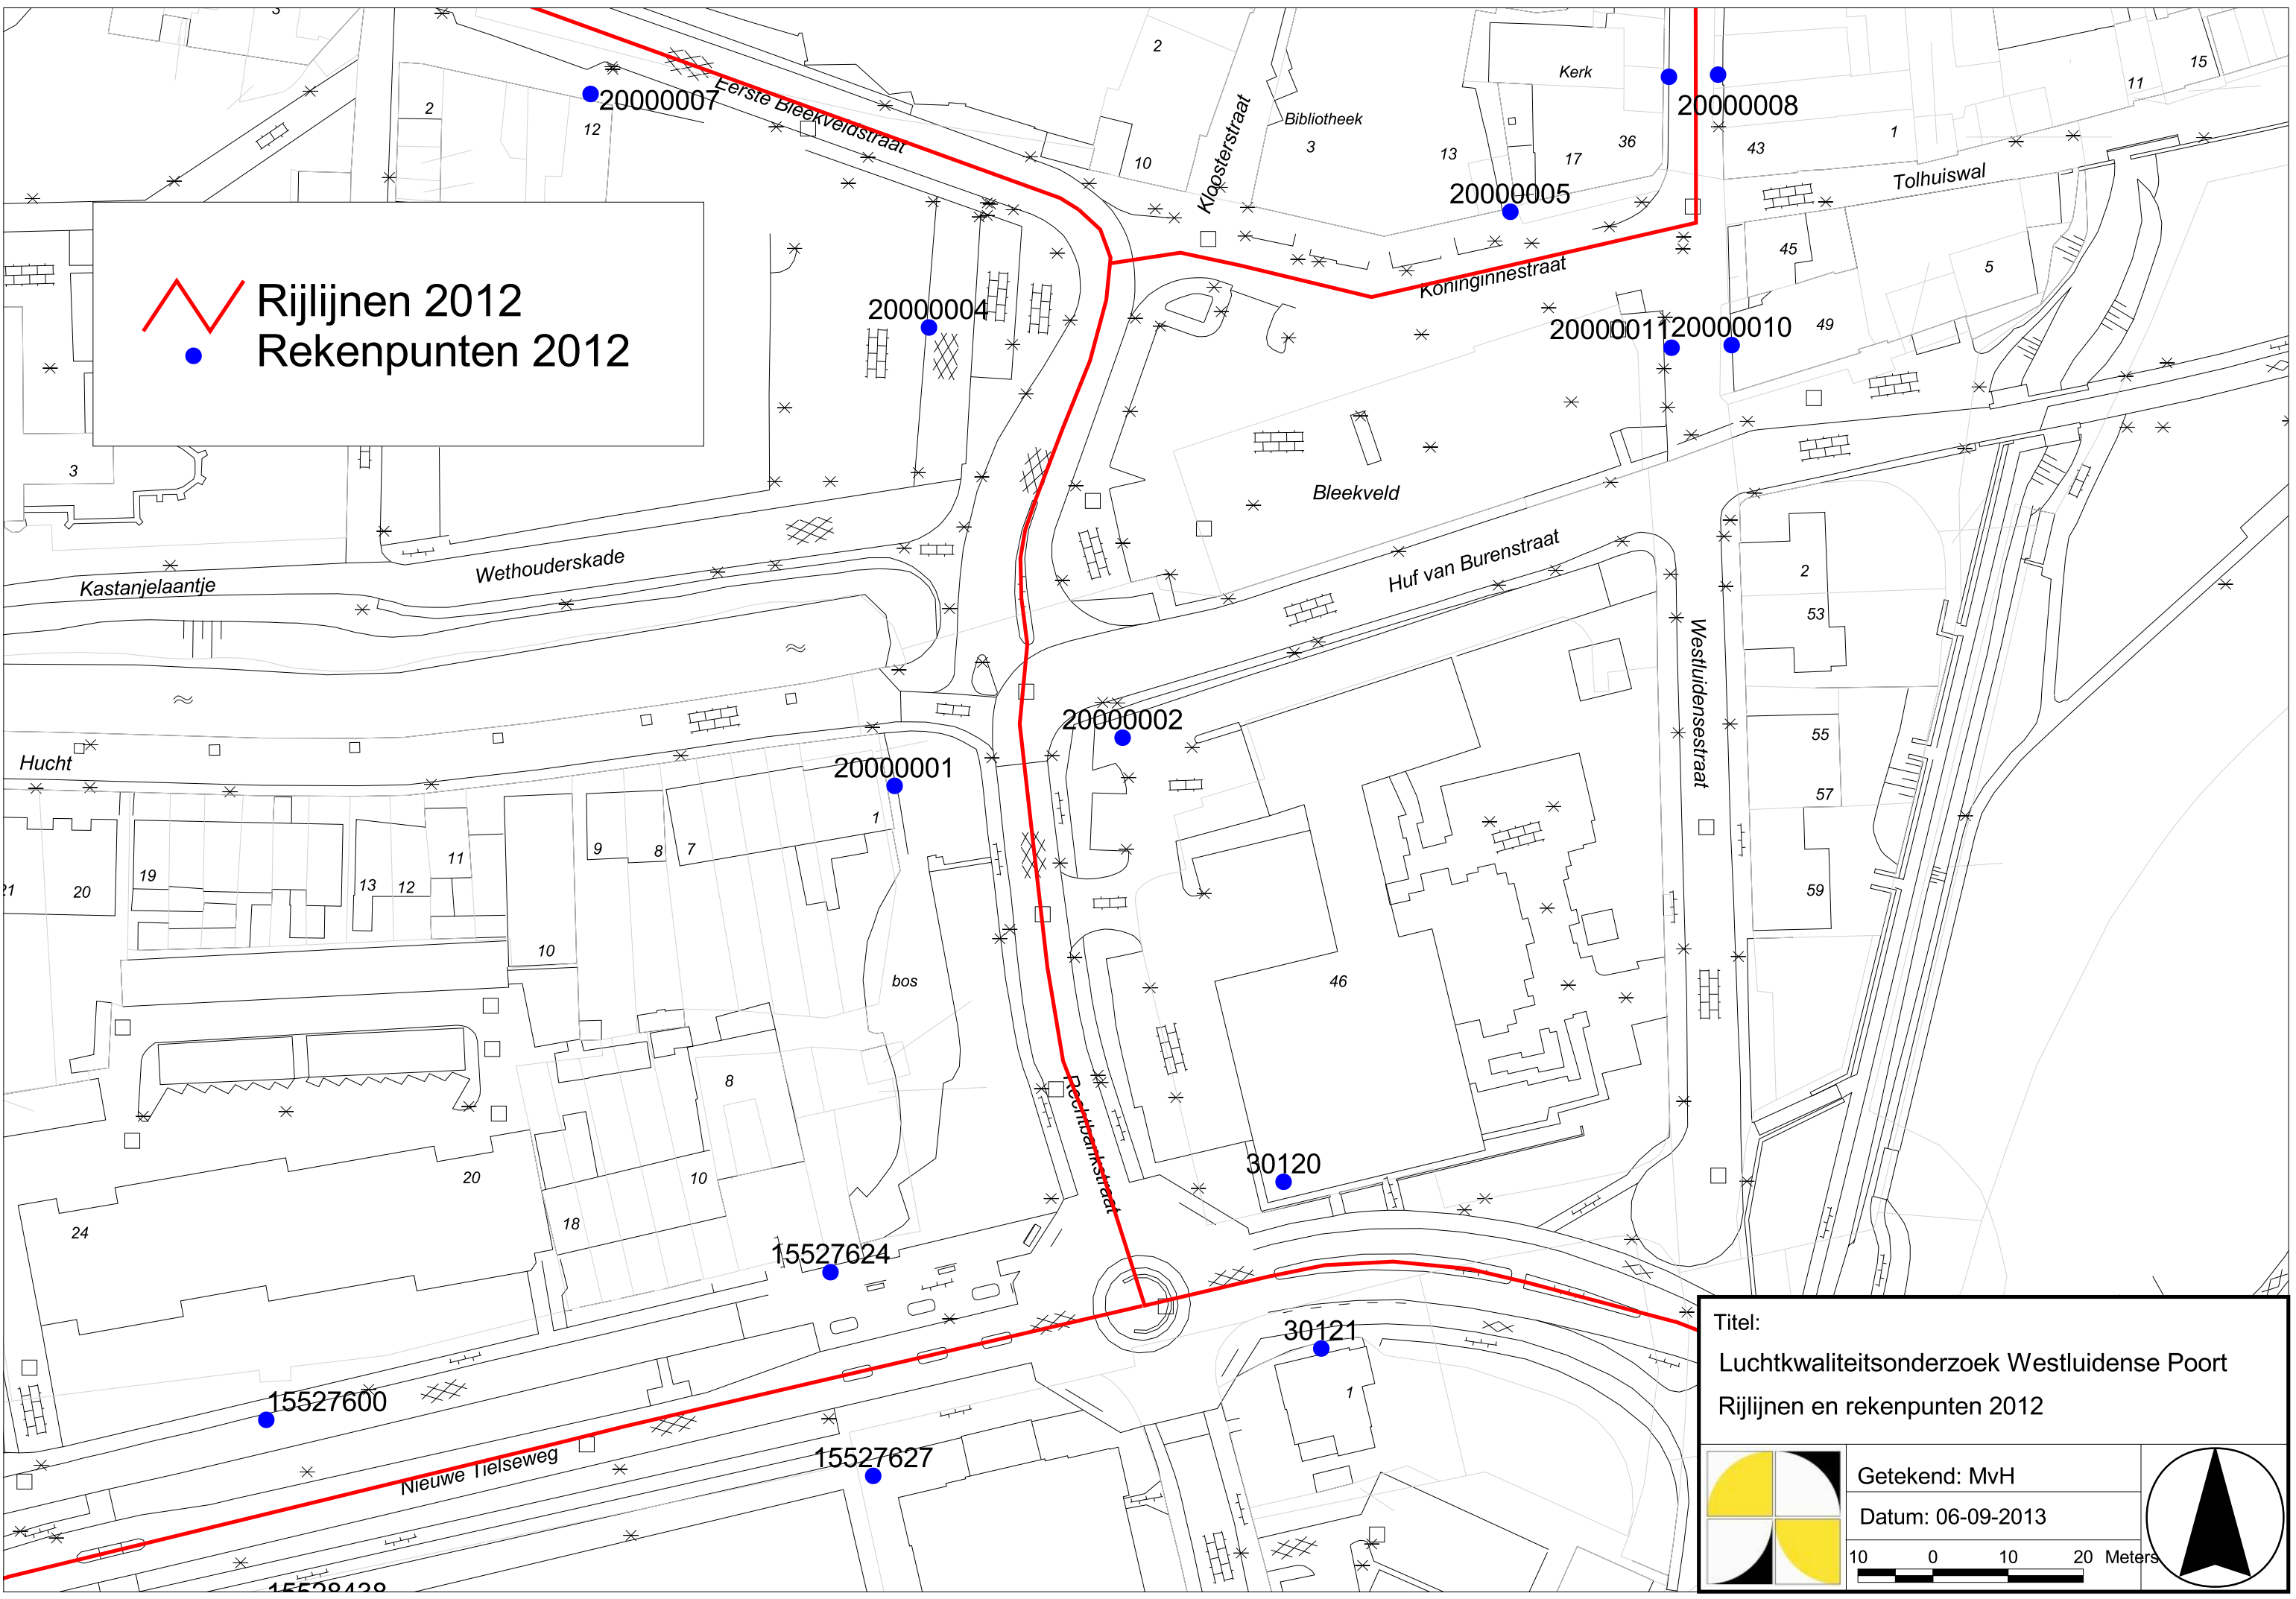 3
2
Kerk
15
11
20000007
Eerste Bleekveldstraat
2
12
20000008
Bibliotheek
Kloosterstraat
3
10
13
17
36
43
1
Tolhuiswal
20000005
45
5
Koninginnestraat
Rijlijnen 2012
Rekenpunten 2012
20000004
20000011
20000010
49
3
Bleekveld
Wethouderskade
Kastanjelaantje
Huf van Burenstraat
2
53
Westluidensestraat
20000002
55
Hucht
20000001
57
1
9
8
7
11
19
13
12
20
21
59
10
bos
46
8
Rechtbankstraat
30120
20
10
18
24
15527624
30121
1
15527600
15527627
Nieuwe Tielseweg
15528438
Titel:
Luchtkwaliteitsonderzoek Westluidense Poort
Rijlijnen en rekenpunten 2012
Getekend: MvH
Datum: 06-09-2013
10 0 10 20 Meters